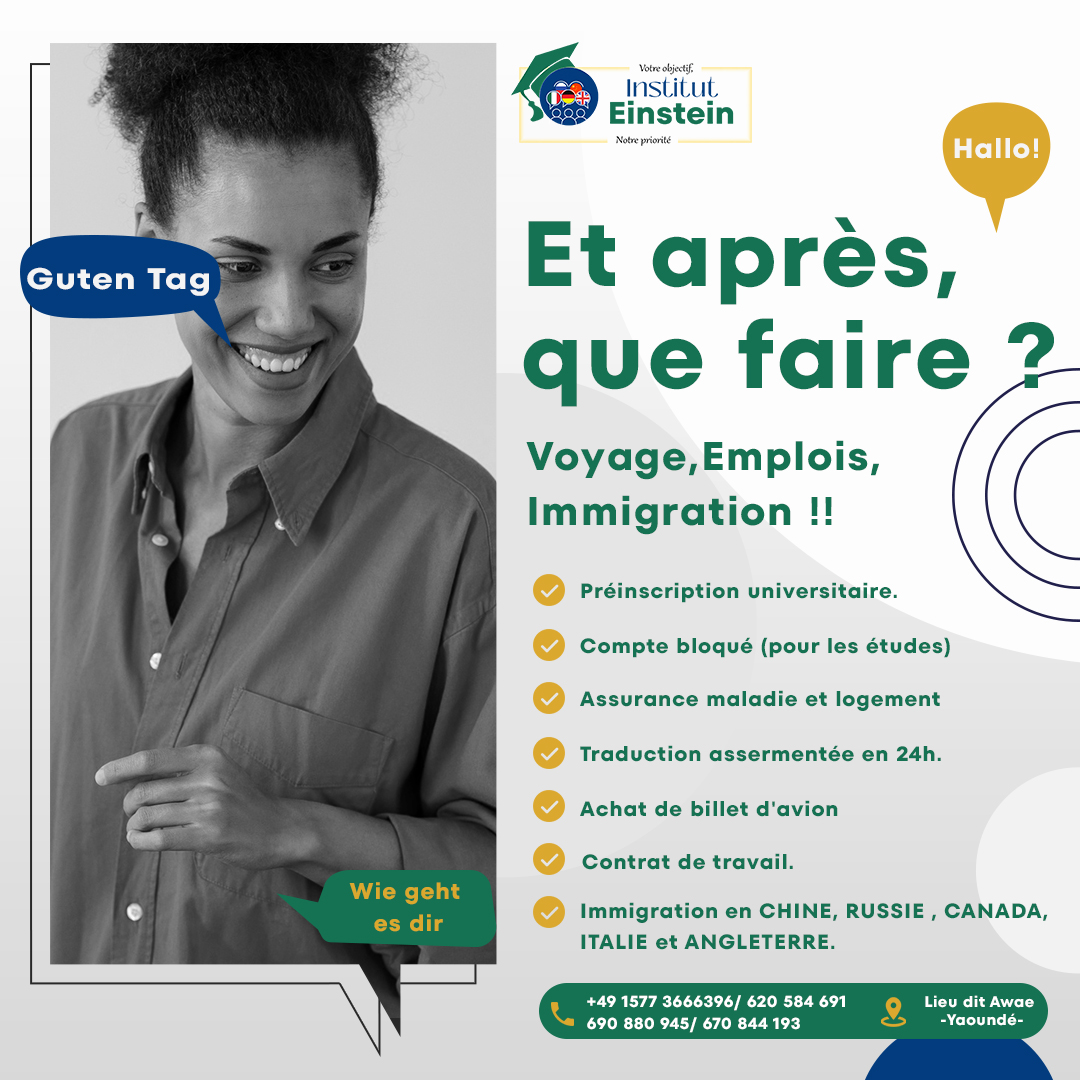 Votre objectif,
Institut
Einstein
Notre priorité
Hallo!
Guten Tag
Et après,
que faire ?
Voyage,Emplois,
Immigration !!
Préinscription universitaire.
Compte bloqué (pour les études)
Assurance maladie et logement
Traduction assermentée en 24h.
Achat de billet d'avion
Contrat de travail.
Immigration en CHINE, RUSSIE , CANADA,
ITALIE et ANGLETERRE.
Wie geht
es dir
+49 1577 3666396/ 620 584 691
690 880 945/ 670 844 193
Lieu dit Awae
-Yaoundé-